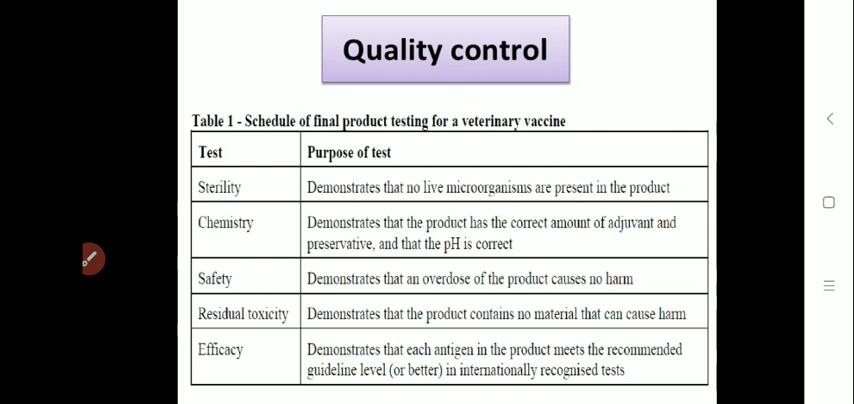 Quality control
Table 1 - Schedule of final product testing for a veterinary vaccine
Test
Purpose of test
Sterility
Demonstrates that no live microorganisms are present in the product
Chemistry
Demonstrates that the product has the correct amount of adjuvant and
preservative, and that the pH is correct
Safety
Demonstrates that an overdose of the product causes no harm
Residual toxicity
Demonstrates that the product contains no material that can cause harm
Efficacy
Demonstrates that each antigen in the product meets the recommended
guideline level (or better) in internationally recognised tests